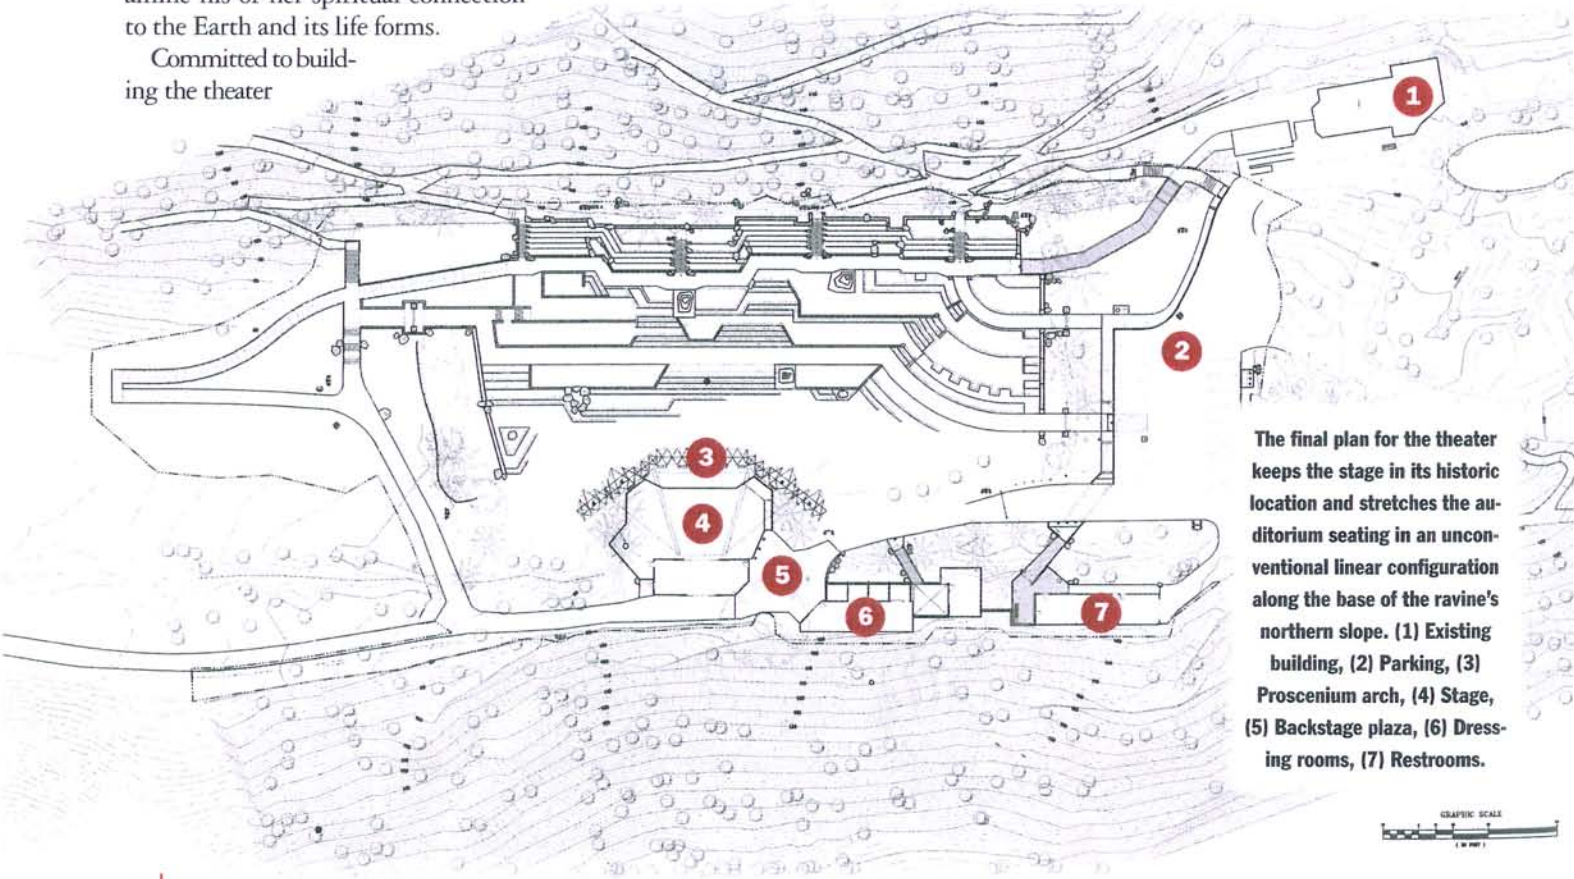 to the Earth and its life forms.
Committed to build-
ing the theater
1
2
3
4
5
6
7
The final plan for the theater
keeps the stage in its historic
location and stretches the au-
ditorium seating in an uncon-
ventional linear configuration
along the base of the ravine's
northern slope. (1) Existing
building, (2) Parking, (3)
Proscenium arch, (4) Stage,
(5) Backstage plaza, (6) Dress-
ing rooms, (7) Restrooms.
GRAPHIC SCALE